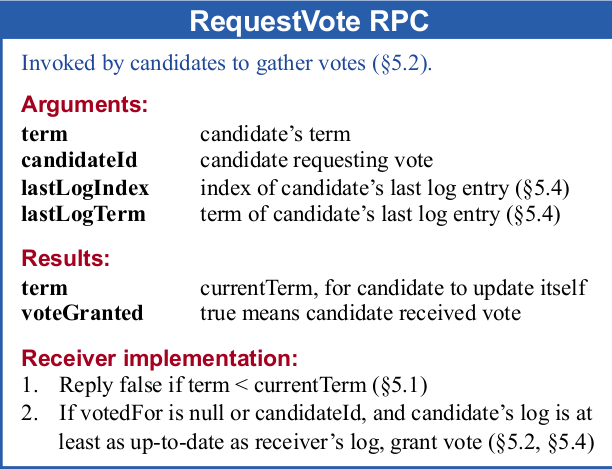 RequestVote RPC
Invoked by candidates to gather votes (§5.2).
Arguments:
term candidate's term
candidateId candidate requesting vote
lastLogIndex index of candidate's last log entry (§5.4)
lastLogTerm term of candidate's last log entry (§5.4)
Results:
term currentTerm, for candidate to update itself
voteGranted true means candidate received vote
Receiver implementation:
1. Reply false if term < currentTerm (§5.1)
2. If votedFor is null or candidateId, and candidate's log is at
least as up-to-date as receiver's log, grant vote (§5.2, §5.4)